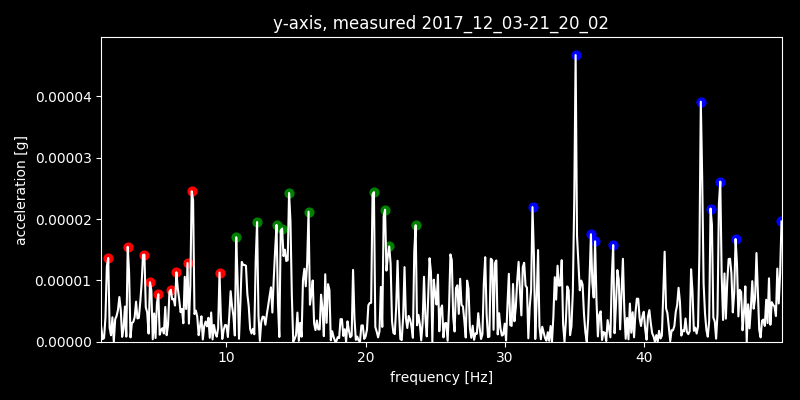 y-axis, measured 2017_12_03-21_20_02
acceleration [g]
0.00004
0.00003
0.00002
0.00001
0.00000
10 20 30 40
frequency [Hz]